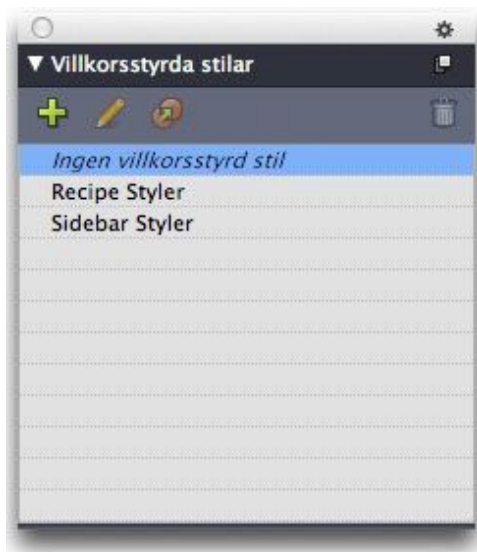 Villkorsstyrda stilar
Ingen villkorsstyrd stil
Recipe Styler
Sidebar Styler